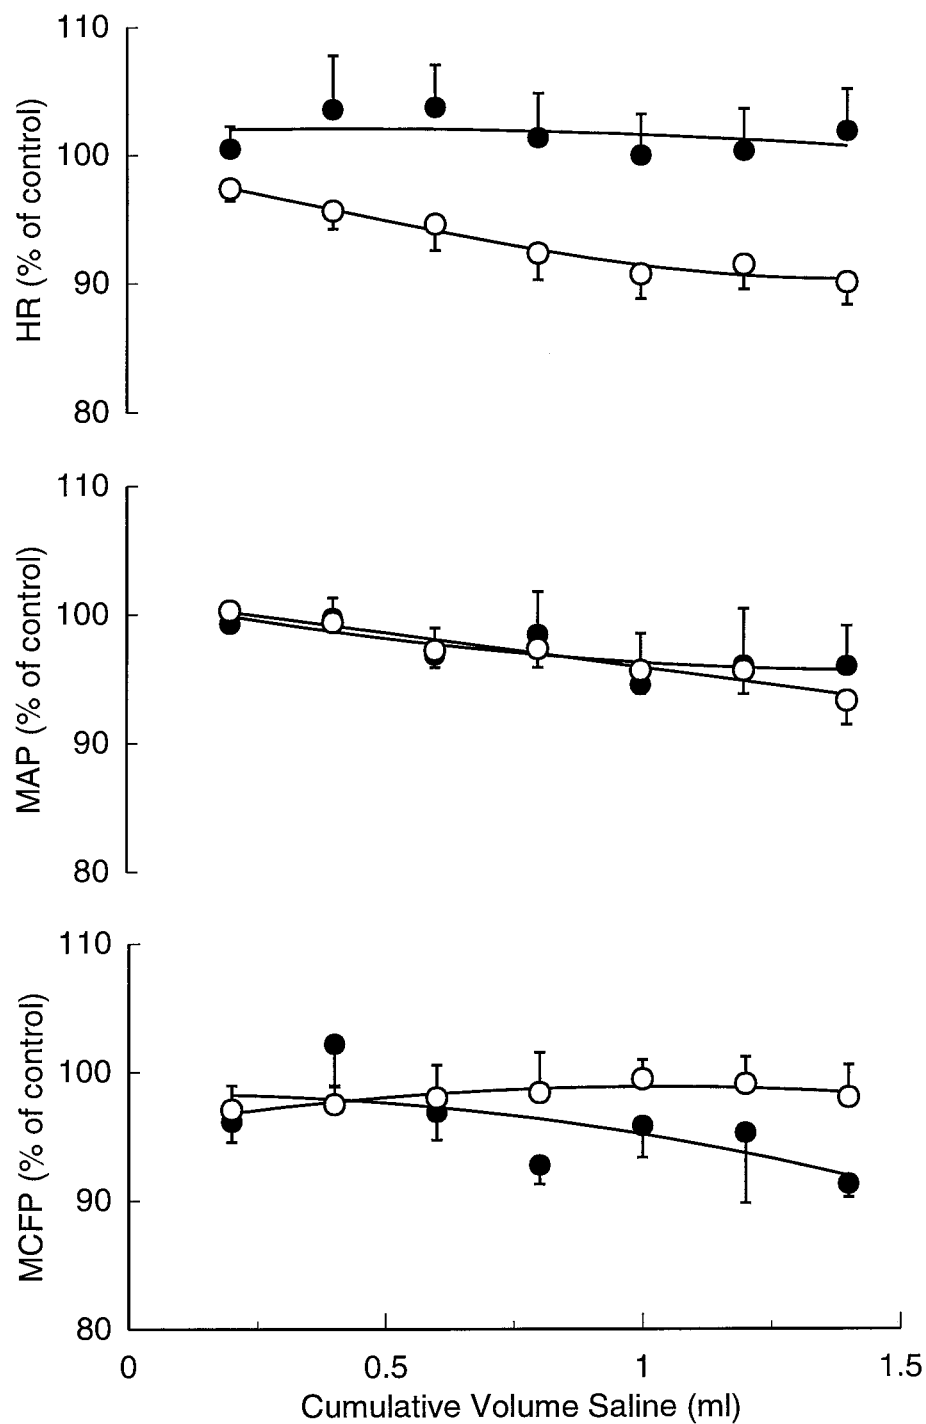 110
100
90
80
HR (% of control)
110
100
90
80
MAP (% of control)
110
100
90
80
MCFP (% of control)
0 0.5 1 1.5
Cumulative Volume Saline (ml)